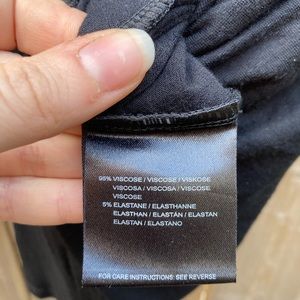 95% VISCOSE / VISCOSE / VISKOSE
VISCOSA / VISCOSA / VISCOSE
VISCOSE
5% ELASTANE / ELASTHANNE
ELASTHAN / ELASTÁN / ELASTAN
ELASTAN / ELASTANO
FOR CARE INSTRUCTIONS: SEE REVERSE